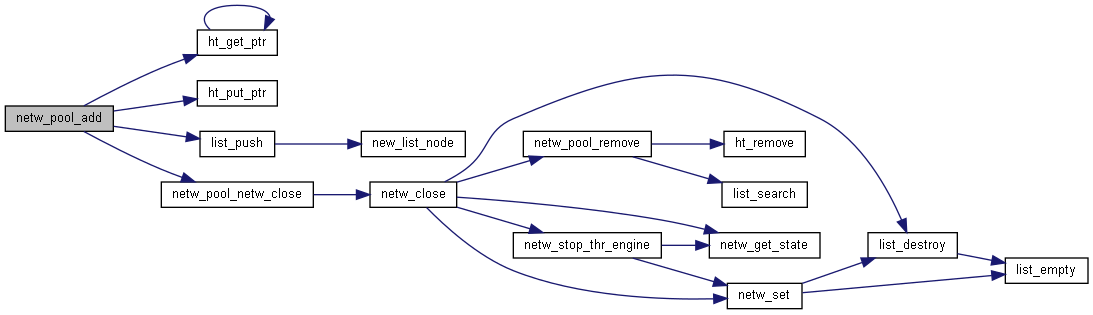 netw_pool_add
ht_get_ptr
ht_put_ptr
list_push
new_list_node
netw_pool_netw_close
netw_close
netw_pool_remove
ht_remove
list_search
netw_stop_thr_engine
netw_get_state
netw_set
list_destroy
list_empty